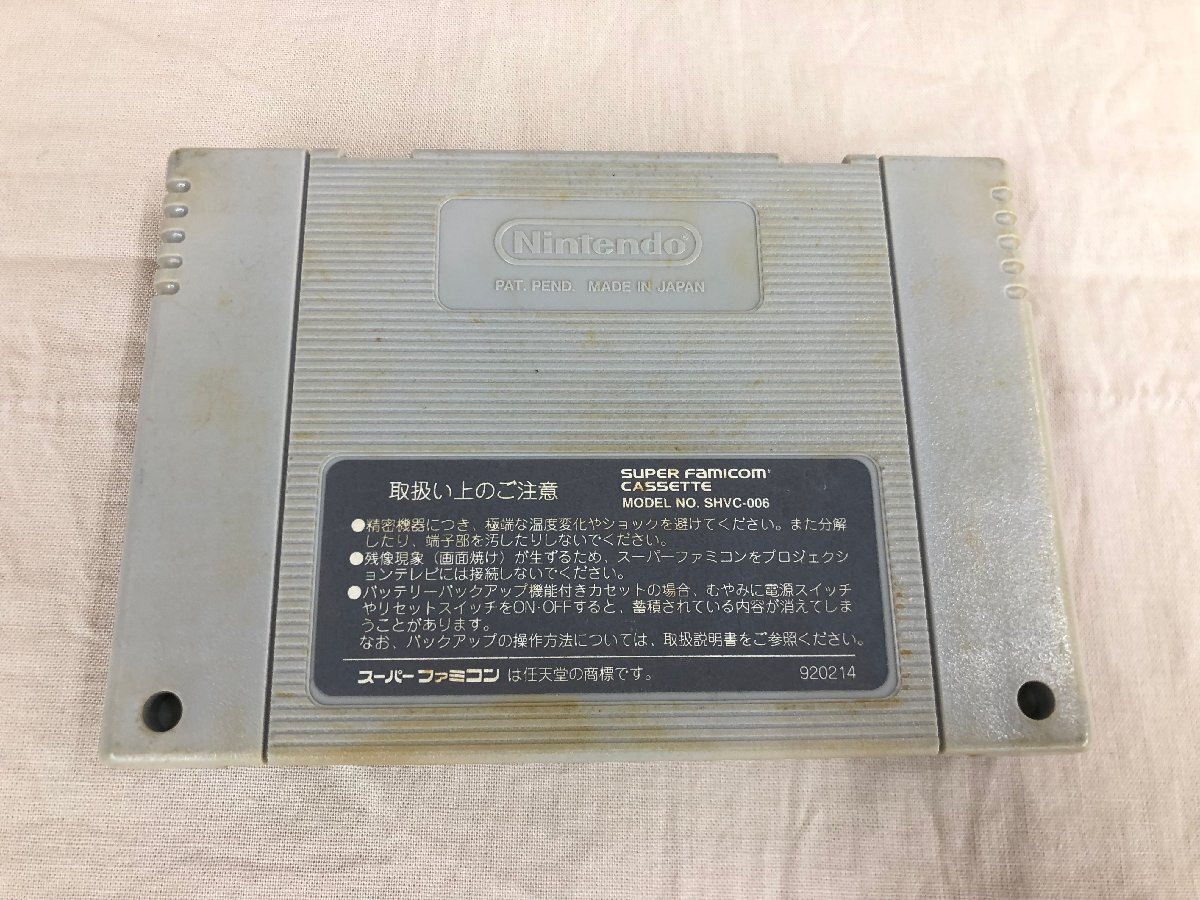 Nintendo
PAT. PEND. MADE IN JAPAN
取扱い上のご注意
SUPER FAMICOM
CASSETTE
MODEL NO. SHVC-006
●精密機器につき、極端な温度変化やショックを避けてください。また分解
したり、端子部を汚したりしないでください。
●残像現象（画面焼け）が生ずるため、スーパーファミコンをプロジェクシ
ョンテレビには接続しないでください。
●バッテリーバックアップ機能付きカセットの場合、むやみに電源スイッチ
やリセットスイッチをON・OFFすると、蓄積されている内容が消えてしま
うことがあります。
なお、バックアップの操作方法については、取扱説明書をご参照ください。
スーパーファミコン は任天堂の商標です。
920214